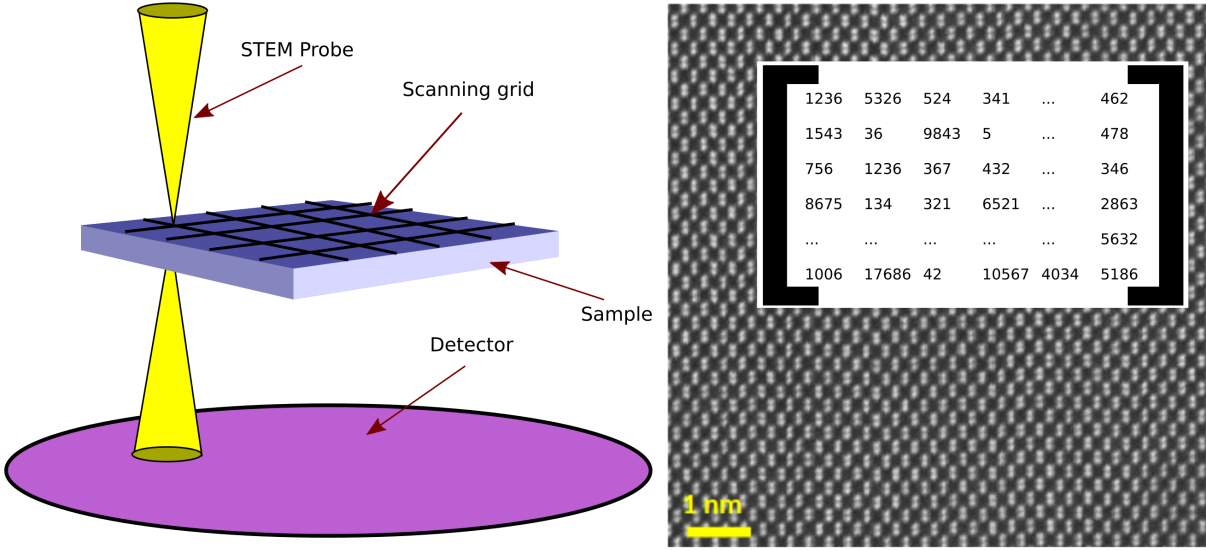 STEM Probe
Scanning grid
Sample
Detector
1236 5326 524 341 ... 462
1543 36 9843 5 ... 478
756 1236 367 432 ... 346
8675 134 321 6521 ... 2863
... ... ... ... ... 5632
1006 17686 42 10567 4034 5186
1 nm